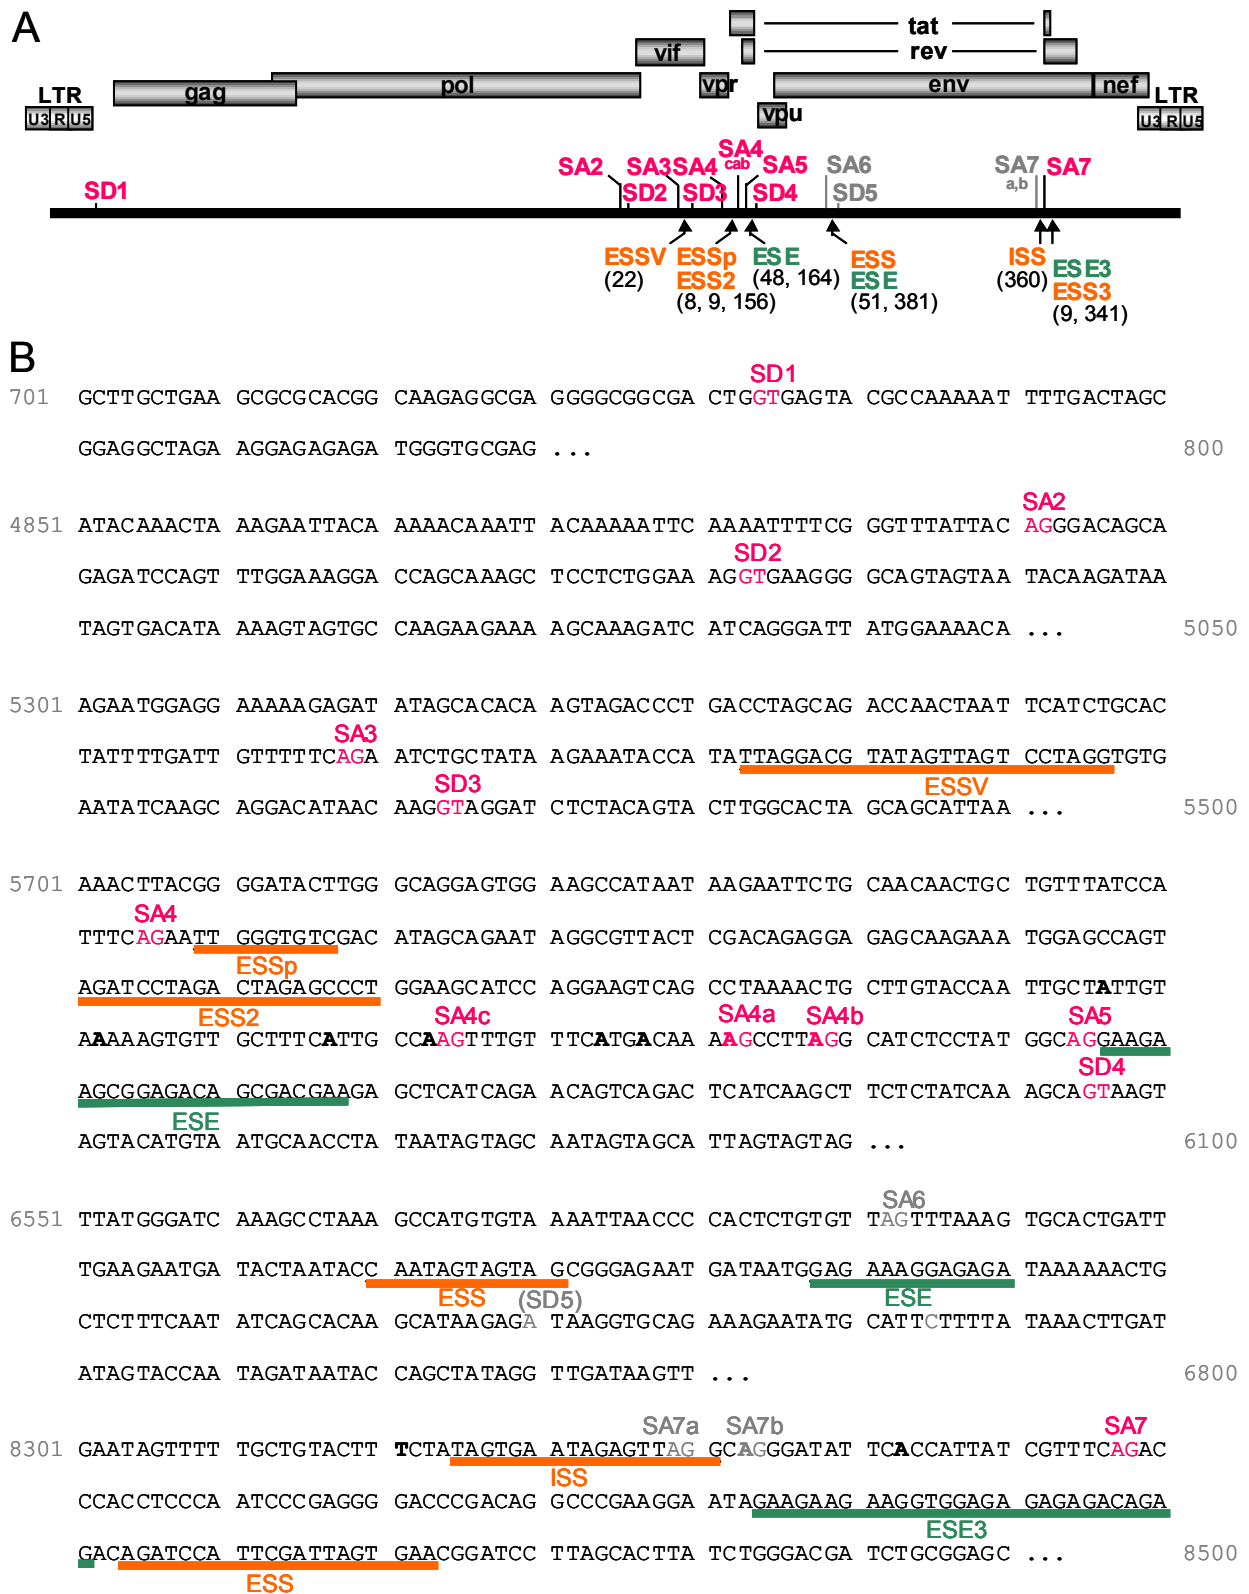 A
tat
vif
rev
LTR
gag
pol
vpr
env
nef
LTR
U3 R U5
vpu
U3 R U5
SA2 SA3 SA4 SA4 cab SA5 SA6 SA7 a,b SA7
SD1 SD2 SD3 SD4 SD5
ESSV ESSp ESE ESS ISS
(22) ESS2 (48, 164) ESE (360) ESE3
(8, 9, 156) (51, 381) ESS3
(9, 341)
B
SD1
701 GCTTGCTGAA GCGCGCACGG CAAGAGGCGA GGGGCGGCGA CTGGTGAGTA CGCCAAAAAT TTTGACTAGC
GGAGGCTAGA AGGAGAGAGA TGGGTGCGAG ... 800
SA2
4851 ATACAAACTA AAGAATTACA AAAACAAATT ACAAAAATTC AAAATTTTCG GGTTTATTAC AGGGACAGCA
SD2
GAGATCCAGT TTGGAAAGGA CCAGCAAAGC TCCTCTGGAA AGGTGAAGGG GCAGTAGTAA TACAAGATAA
TAGTGACATA AAAGTAGTGC CAAGAAGAAA AGCAAAGATC ATCAGGGATT ATGGAAAACA ... 5050
5301 AGAATGGAGG AAAAAGAGAT ATAGCACACA AGTAGACCCT GACCTAGCAG ACCAACTAAT TCATCTGCAC
SA3
TATTTTGATT GTTTTTCAGA ATCTGCTATA AGAAATACCA TATTAGGACG TATAGTTAGT CCTAGGTGTG
SD3 ESSV
AATATCAAGC AGGACATAAC AAGGTAGGAT CTCTACAGTA CTTGGCACTA GCAGCATTAA ... 5500
5701 AAACTTACGG GGATACTTGG GCAGGAGTGG AAGCCATAAT AAGAATTCTG CAACAACTGC TGTTTATCCA
SA4
TTTCAGAATT GGGTGTCGAC ATAGCAGAAT AGGCGTTACT CGACAGAGGA GAGCAAGAAA TGGAGCCAGT
ESSp
AGATCCTAGA CTAGAGCCCT GGAAGCATCC AGGAAGTCAG CCTAAAACTG CTTGTACCAA TTGCTATTGT
ESS2 SA4c SA4a SA4b SA5
AAAAAGTGTT GCTTTCATTG CCAAGTTTGT TTCATGACAA AAGCCTTAGG CATCTCCTAT GGCAGGAAGA
SD4
AGCGGAGACA GCGACGAAGA GCTCATCAGA ACAGTCAGAC TCATCAAGCT TCTCTATCAA AGCAGTAAGT
ESE
AGTACATGTA ATGCAACCTA TAATAGTAGC AATAGTAGCA TTAGTAGTAG ... 6100
SA6
6551 TTATGGGATC AAAGCCTAAA GCCATGTGTA AAATTAACCC CACTCTGTGT TAGTTTAAAG TGCACTGATT
TGAAGAATGA TACTAATACC AATAGTAGTA GCGGGAGAAT GATAATGGAG AAAGGAGAGA TAAAAAACTG
ESS (SD5) ESE
CTCTTTCAAT ATCAGCACAA GCATAAGAGA TAAGGTGCAG AAAGAATATG CATTCTTTTA TAAACTTGAT
ATAGTACCAA TAGATAATAC CAGCTATAGG TTGATAAGTT ... 6800
SA7a SA7b SA7
8301 GAATAGTTTT TGCTGTACTT TCTATAGTGA ATAGAGTTAG GCAGGGATAT TCACCATTAT CGTTTCAGAC
ISS
CCACCTCCCA ATCCCGAGGG GACCCGACAG GCCCGAAGGA ATAGAAGAAG AAGGTGGAGA GAGAGACAGA
ESE3
GACAGATCCA TTCGATTAGT GAACGGATCC TTAGCACTTA TCTGGGACGA TCTGCGGAGC ... 8500
ESS